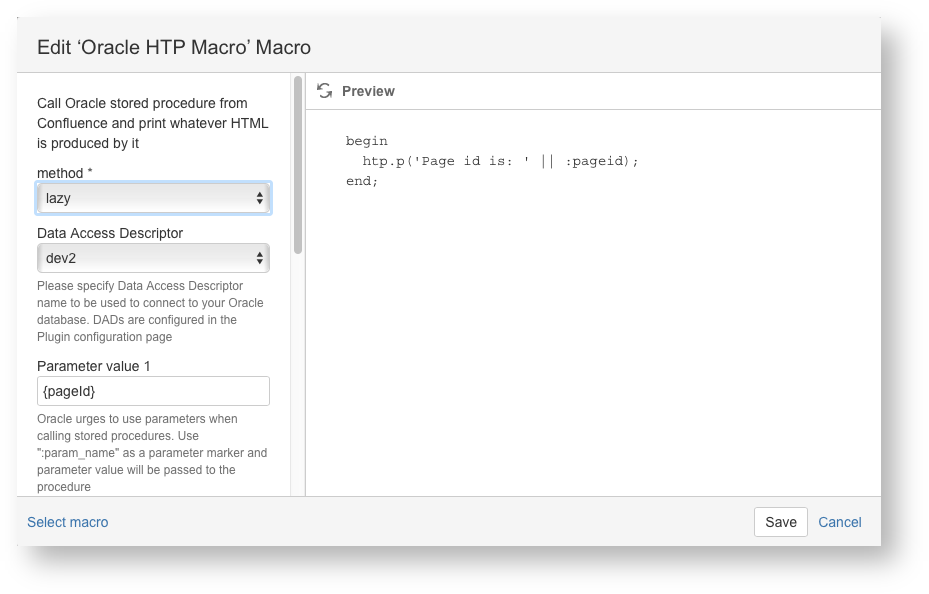 Edit ‘Oracle HTP Macro’ Macro
Call Oracle stored procedure from
Confluence and print whatever HTML
is produced by it
method *
lazy
Data Access Descriptor
dev2
Please specify Data Access Descriptor
name to be used to connect to your Oracle
database. DADs are configured in the
Plugin configuration page
Parameter value 1
{pageId}
Oracle urges to use parameters when
calling stored procedures. Use
":param_name" as a parameter marker and
parameter value will be passed to the
procedure
Preview
begin
  htp.p('Page id is: ' || :pageid);
end;
Select macro
Save
Cancel